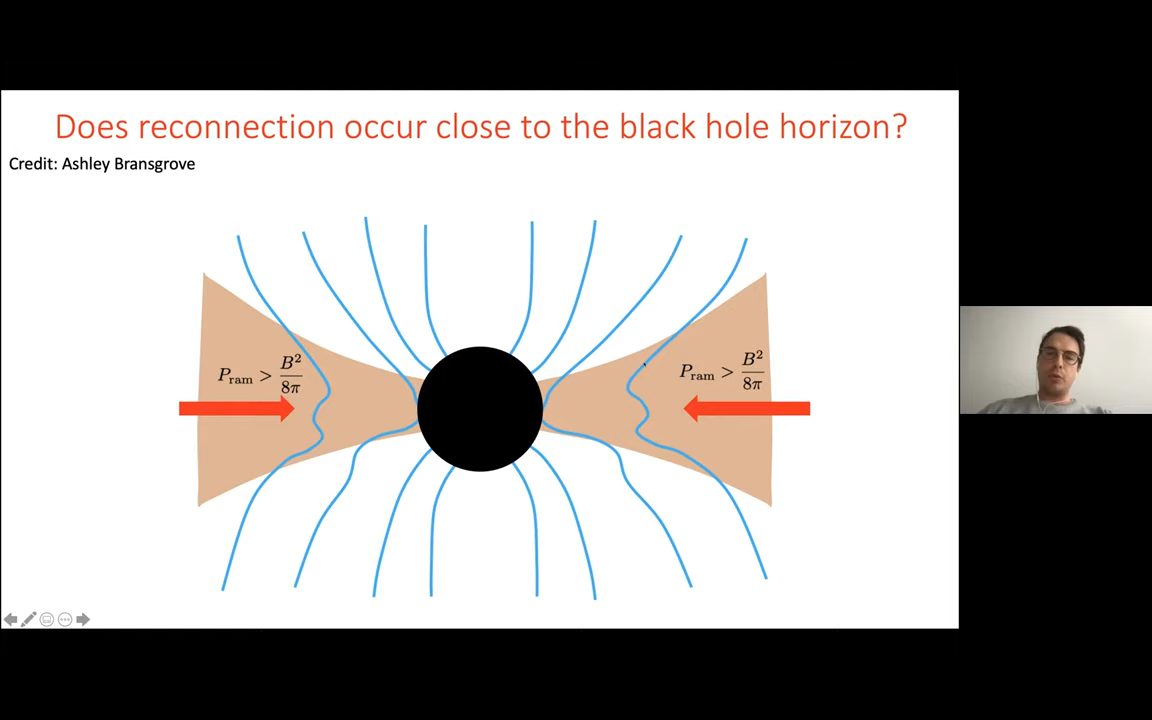 Does reconnection occur close to the black hole horizon?
Credit: Ashley Bransgrove
P_ram > B²/8π
P_ram > B²/8π